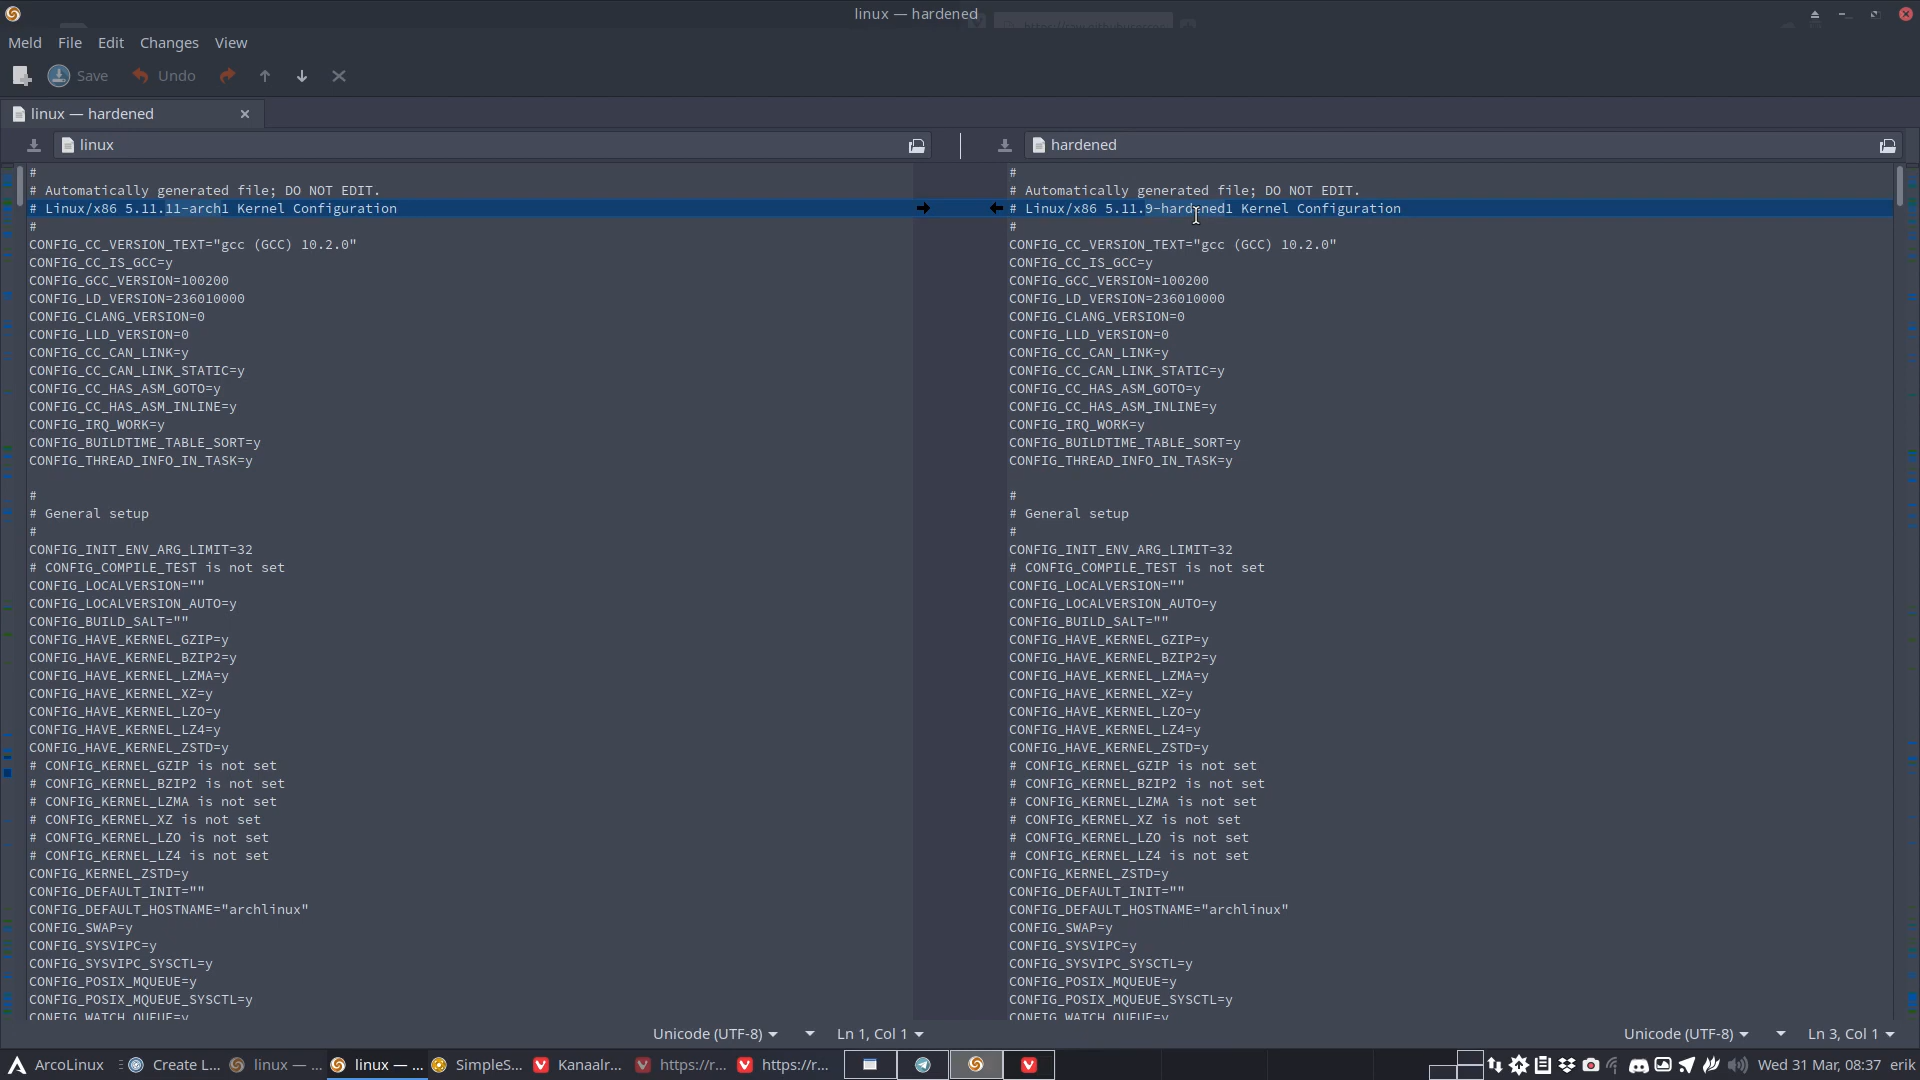 linux — hardened
Meld File Edit Changes View
Save Undo
linux — hardened
linux
hardened
#
# Automatically generated file; DO NOT EDIT.
# Linux/x86 5.11.11-arch1 Kernel Configuration
#
CONFIG_CC_VERSION_TEXT="gcc (GCC) 10.2.0"
CONFIG_CC_IS_GCC=y
CONFIG_GCC_VERSION=100200
CONFIG_LD_VERSION=236010000
CONFIG_CLANG_VERSION=0
CONFIG_LLD_VERSION=0
CONFIG_CC_CAN_LINK=y
CONFIG_CC_CAN_LINK_STATIC=y
CONFIG_CC_HAS_ASM_GOTO=y
CONFIG_CC_HAS_ASM_INLINE=y
CONFIG_IRQ_WORK=y
CONFIG_BUILDTIME_TABLE_SORT=y
CONFIG_THREAD_INFO_IN_TASK=y
#
# General setup
#
CONFIG_INIT_ENV_ARG_LIMIT=32
# CONFIG_COMPILE_TEST is not set
CONFIG_LOCALVERSION=""
CONFIG_LOCALVERSION_AUTO=y
CONFIG_BUILD_SALT=""
CONFIG_HAVE_KERNEL_GZIP=y
CONFIG_HAVE_KERNEL_BZIP2=y
CONFIG_HAVE_KERNEL_LZMA=y
CONFIG_HAVE_KERNEL_XZ=y
CONFIG_HAVE_KERNEL_LZO=y
CONFIG_HAVE_KERNEL_LZ4=y
CONFIG_HAVE_KERNEL_ZSTD=y
# CONFIG_KERNEL_GZIP is not set
# CONFIG_KERNEL_BZIP2 is not set
# CONFIG_KERNEL_LZMA is not set
# CONFIG_KERNEL_XZ is not set
# CONFIG_KERNEL_LZO is not set
# CONFIG_KERNEL_LZ4 is not set
CONFIG_KERNEL_ZSTD=y
CONFIG_DEFAULT_INIT=""
CONFIG_DEFAULT_HOSTNAME="archlinux"
CONFIG_SWAP=y
CONFIG_SYSVIPC=y
CONFIG_SYSVIPC_SYSCTL=y
CONFIG_POSIX_MQUEUE=y
CONFIG_POSIX_MQUEUE_SYSCTL=y
CONFIG_WATCH_QUEUE=y
#
# Automatically generated file; DO NOT EDIT.
# Linux/x86 5.11.9-hardened1 Kernel Configuration
#
CONFIG_CC_VERSION_TEXT="gcc (GCC) 10.2.0"
CONFIG_CC_IS_GCC=y
CONFIG_GCC_VERSION=100200
CONFIG_LD_VERSION=236010000
CONFIG_CLANG_VERSION=0
CONFIG_LLD_VERSION=0
CONFIG_CC_CAN_LINK=y
CONFIG_CC_CAN_LINK_STATIC=y
CONFIG_CC_HAS_ASM_GOTO=y
CONFIG_CC_HAS_ASM_INLINE=y
CONFIG_IRQ_WORK=y
CONFIG_BUILDTIME_TABLE_SORT=y
CONFIG_THREAD_INFO_IN_TASK=y
#
# General setup
#
CONFIG_INIT_ENV_ARG_LIMIT=32
# CONFIG_COMPILE_TEST is not set
CONFIG_LOCALVERSION=""
CONFIG_LOCALVERSION_AUTO=y
CONFIG_BUILD_SALT=""
CONFIG_HAVE_KERNEL_GZIP=y
CONFIG_HAVE_KERNEL_BZIP2=y
CONFIG_HAVE_KERNEL_LZMA=y
CONFIG_HAVE_KERNEL_XZ=y
CONFIG_HAVE_KERNEL_LZO=y
CONFIG_HAVE_KERNEL_LZ4=y
CONFIG_HAVE_KERNEL_ZSTD=y
# CONFIG_KERNEL_GZIP is not set
# CONFIG_KERNEL_BZIP2 is not set
# CONFIG_KERNEL_LZMA is not set
# CONFIG_KERNEL_XZ is not set
# CONFIG_KERNEL_LZO is not set
# CONFIG_KERNEL_LZ4 is not set
CONFIG_KERNEL_ZSTD=y
CONFIG_DEFAULT_INIT=""
CONFIG_DEFAULT_HOSTNAME="archlinux"
CONFIG_SWAP=y
CONFIG_SYSVIPC=y
CONFIG_SYSVIPC_SYSCTL=y
CONFIG_POSIX_MQUEUE=y
CONFIG_POSIX_MQUEUE_SYSCTL=y
CONFIG_WATCH_QUEUE=y
Unicode (UTF-8) Ln 1, Col 1
Unicode (UTF-8) Ln 3, Col 1
ArcoLinux Create L... linux — ... linux — ... SimpleS... Kanaalr... https://r... https://r... Wed 31 Mar, 08:37 erik